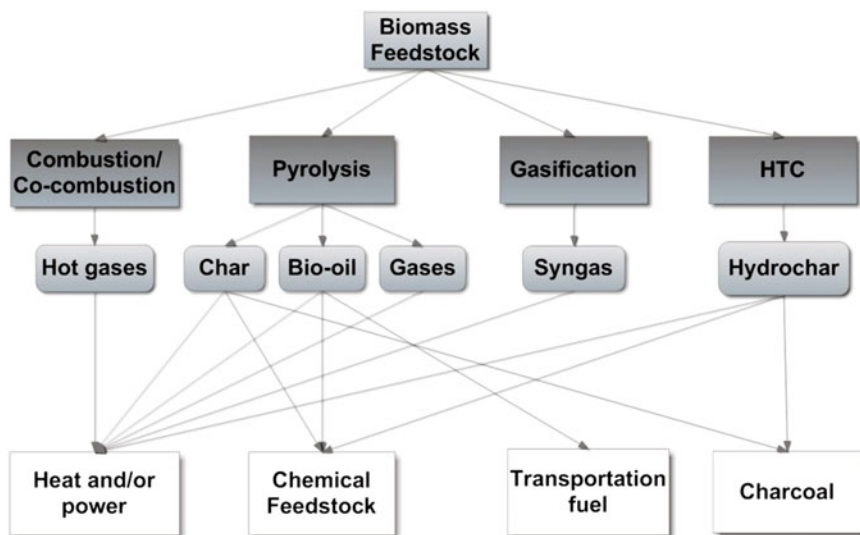 Biomass
Feedstock
Combustion/
Co-combustion
Pyrolysis
Gasification
HTC
Hot gases
Char
Bio-oil
Gases
Syngas
Hydrochar
Heat and/or
power
Chemical
Feedstock
Transportation
fuel
Charcoal